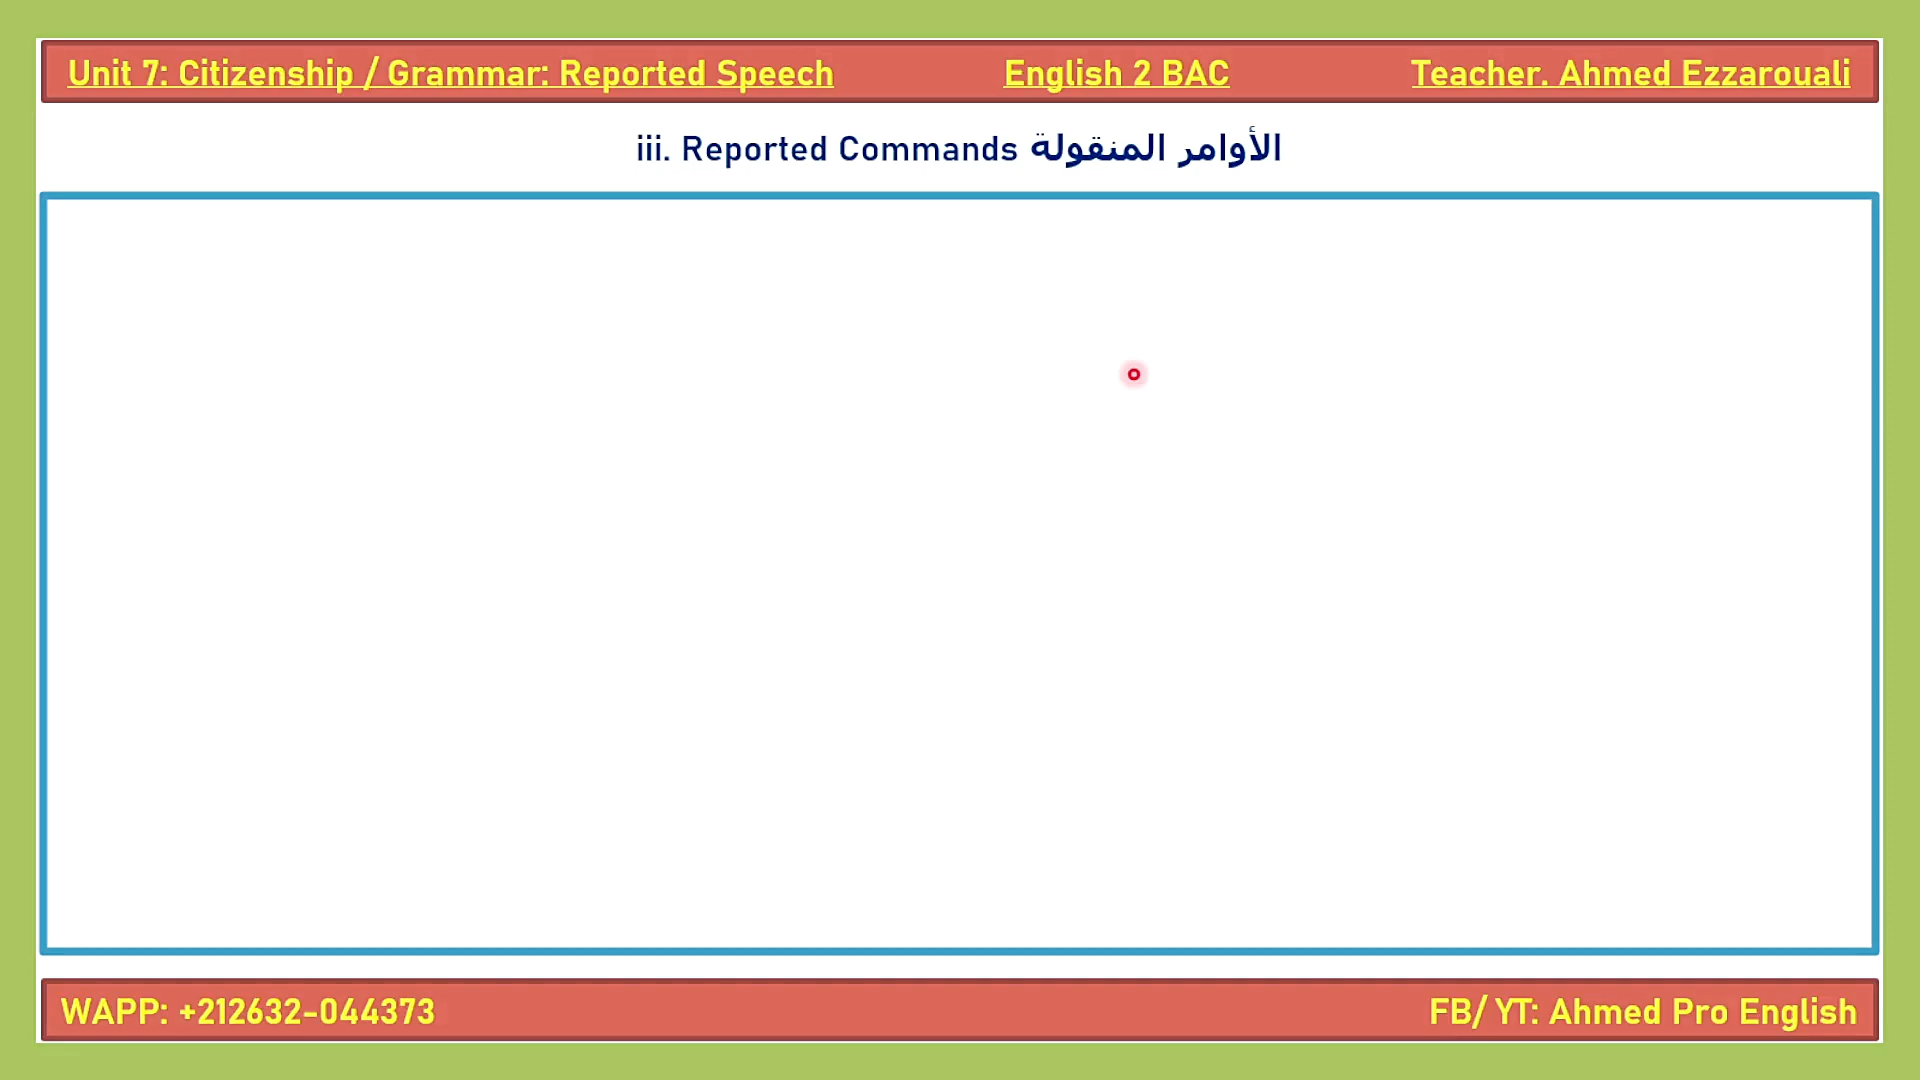 Unit 7: Citizenship / Grammar: Reported Speech English 2 BAC Teacher. Ahmed Ezzarouali
iii. Reported Commands الأوامر المنقولة
WAPP: +212632-044373 FB/ YT: Ahmed Pro English